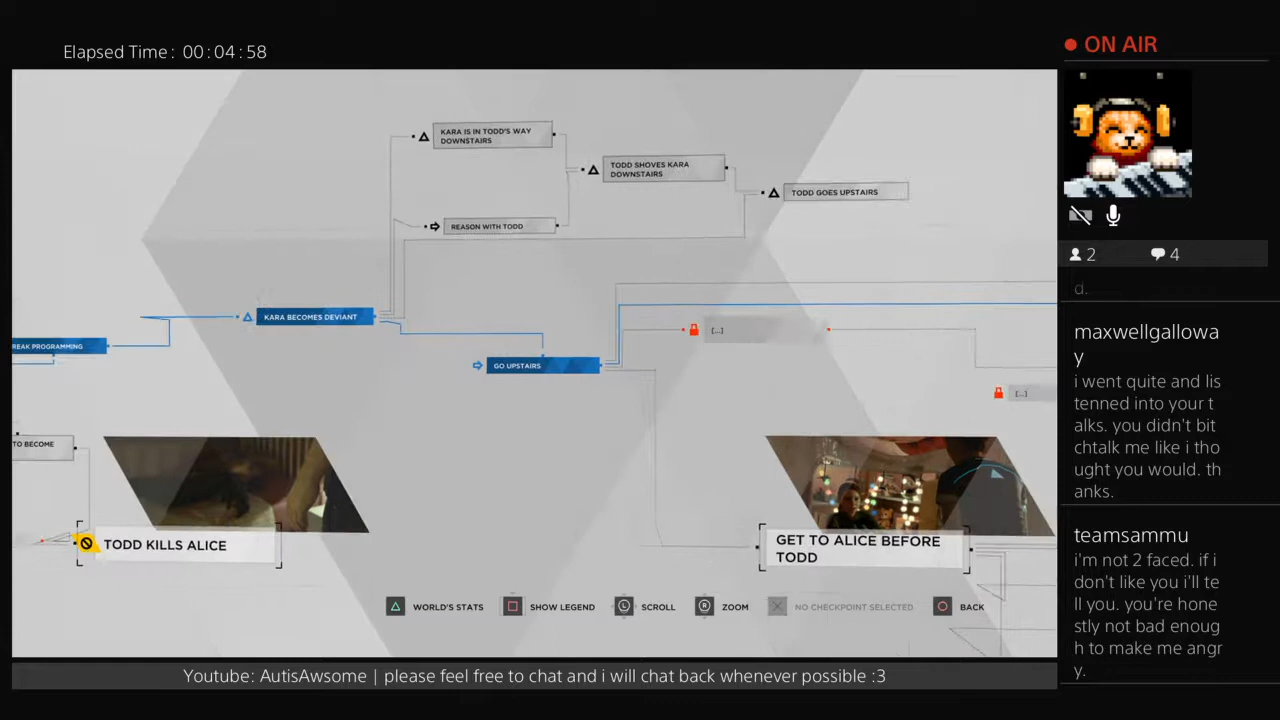 Elapsed Time: 00:04:58
ON AIR
KARA IS IN TODD'S WAY
DOWNSTAIRS
TODD SHOVES KARA
DOWNSTAIRS
TODD GOES UPSTAIRS
REASON WITH TODD
2
4
d.
KARA BECOMES DEVIANT
REAK PROGRAMMING
[...]
GO UPSTAIRS
[...]
TO BECOME
TODD KILLS ALICE
GET TO ALICE BEFORE
TODD
WORLD'S STATS
SHOW LEGEND
L
SCROLL
R
ZOOM
NO CHECKPOINT SELECTED
BACK
maxwellgallowa
y
i went quite and lis
tenned into your t
alks. you didn't bit
chtalk me like i tho
ught you would. th
anks.
teamsammu
i'm not 2 faced. if i
don't like you i'll te
ll you. you're hone
stly not bad enoug
h to make me angr
y.
Youtube: AutisAwsome | please feel free to chat and i will chat back whenever possible :3